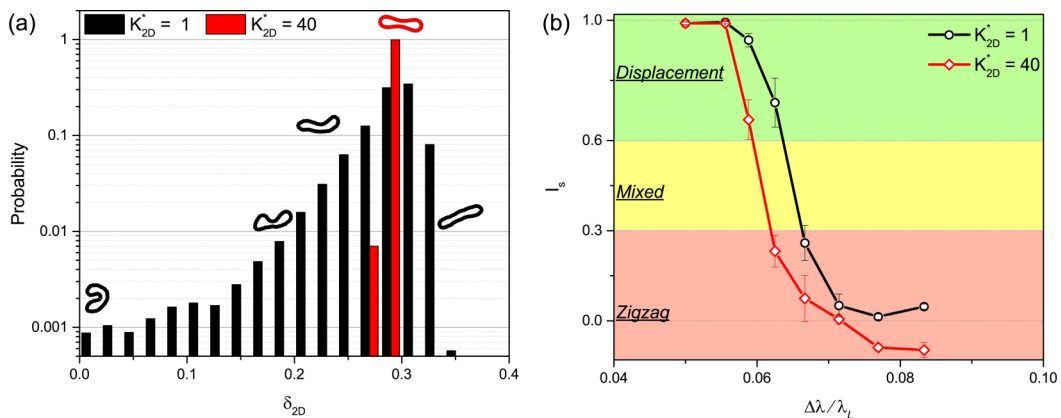 (a)
K*2D = 1
K*2D = 40
Probability
1
0.1
0.01
0.001
0.0
0.1
0.2
0.3
0.4
δ2D
(b)
K*2D = 1
K*2D = 40
Displacement
Mixed
Zigzag
Is
1.0
0.6
0.3
0.0
0.04
0.06
0.08
0.10
Δλ/λL